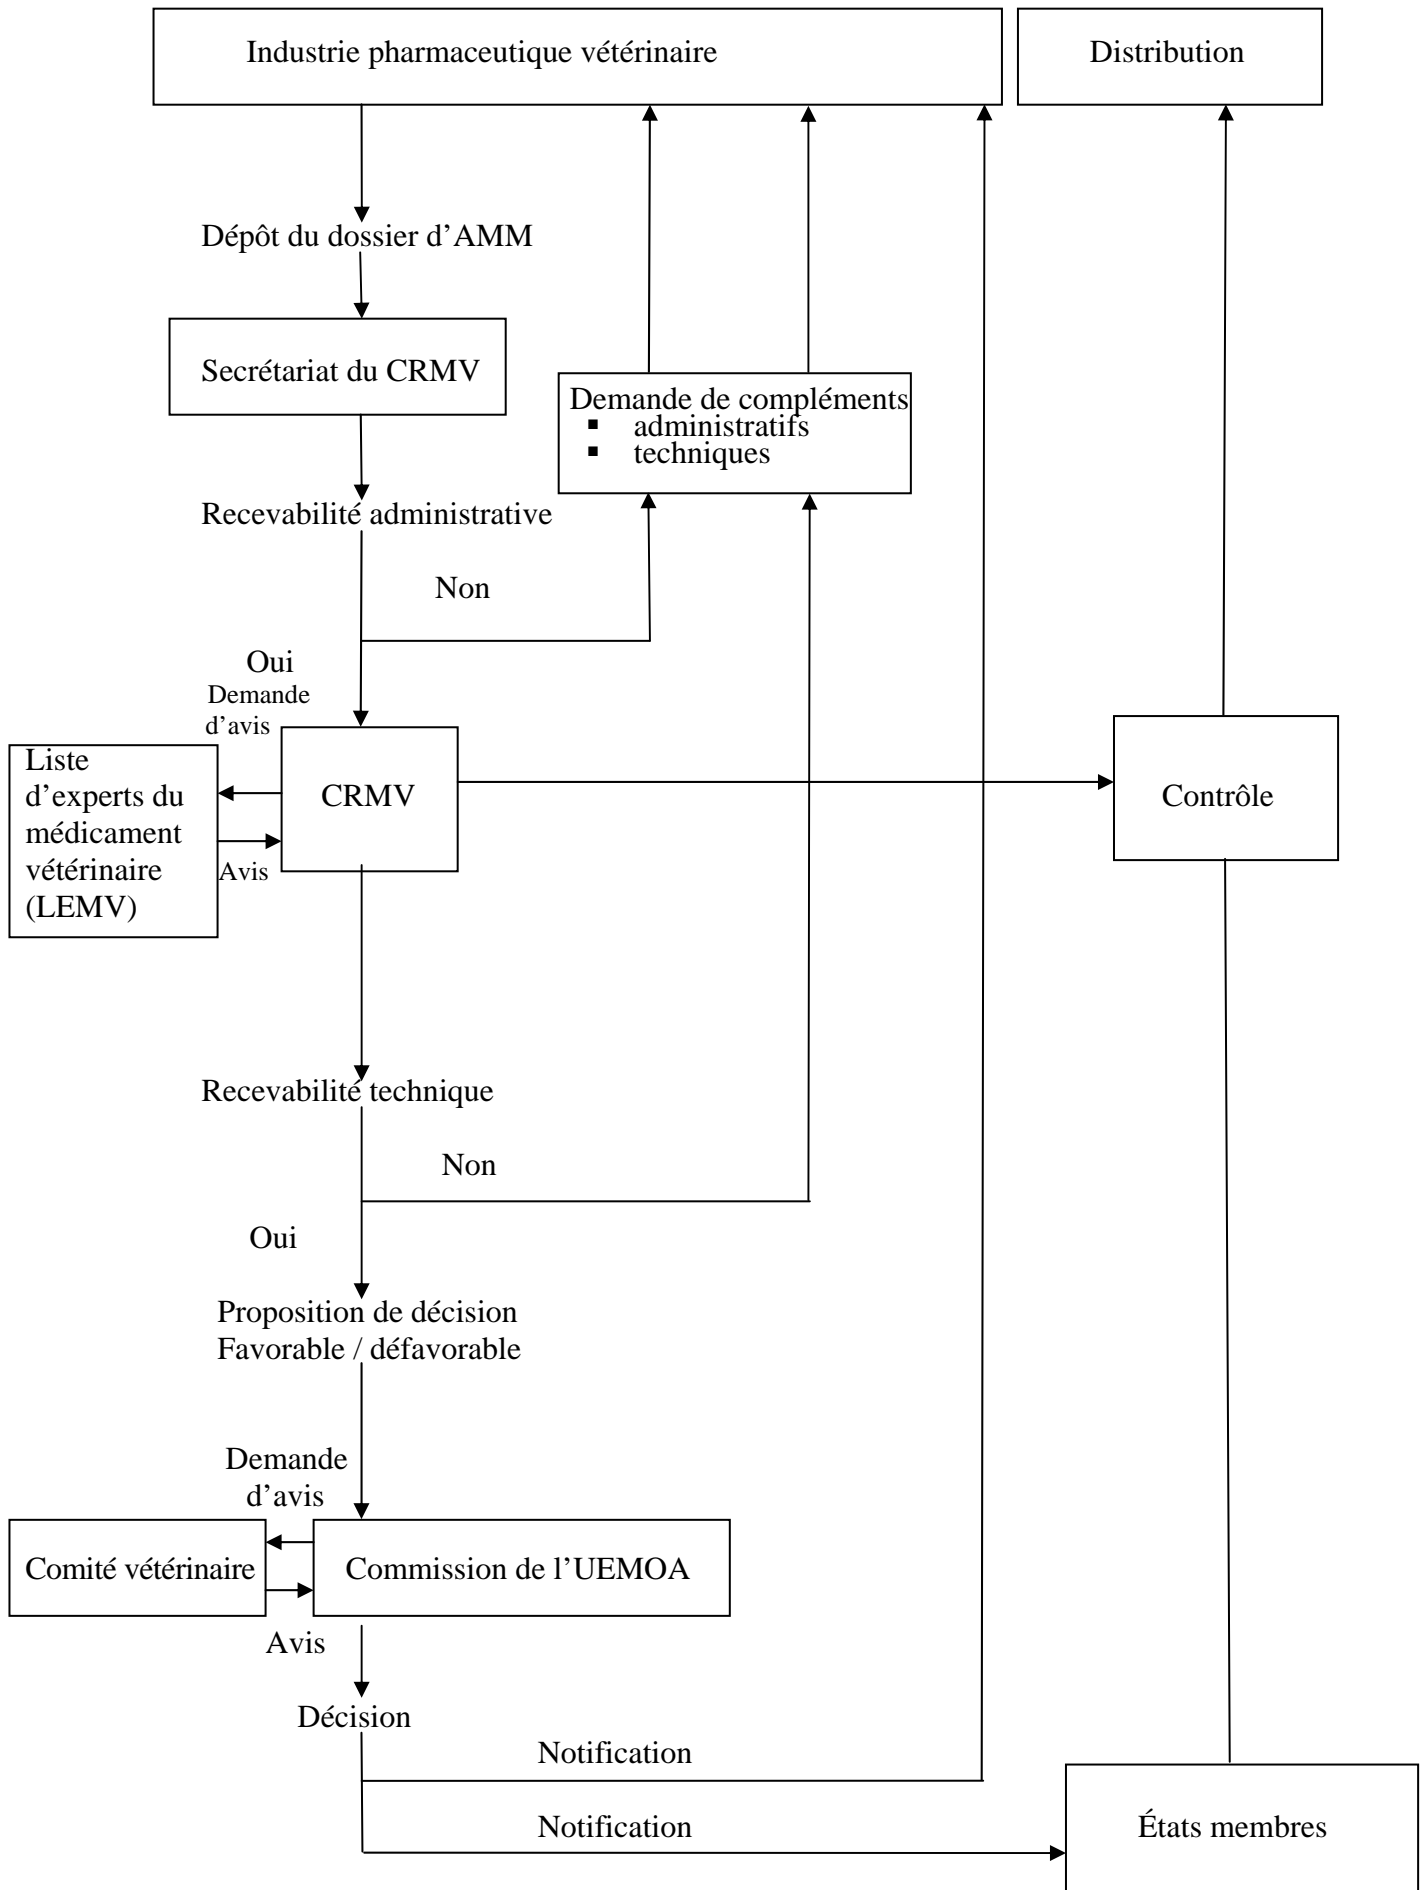 Industrie pharmaceutique vétérinaire
Distribution
Dépôt du dossier d’AMM
Secrétariat du CRMV
Demande de compléments
▪ administratifs
▪ techniques
Recevabilité administrative
Non
Oui
Demande
d’avis
Liste
d’experts du
médicament
vétérinaire
(LEMV)
CRMV
Avis
Contrôle
Recevabilité technique
Non
Oui
Proposition de décision
Favorable / défavorable
Demande
d’avis
Comité vétérinaire
Commission de l’UEMOA
Avis
Décision
Notification
Notification
États membres